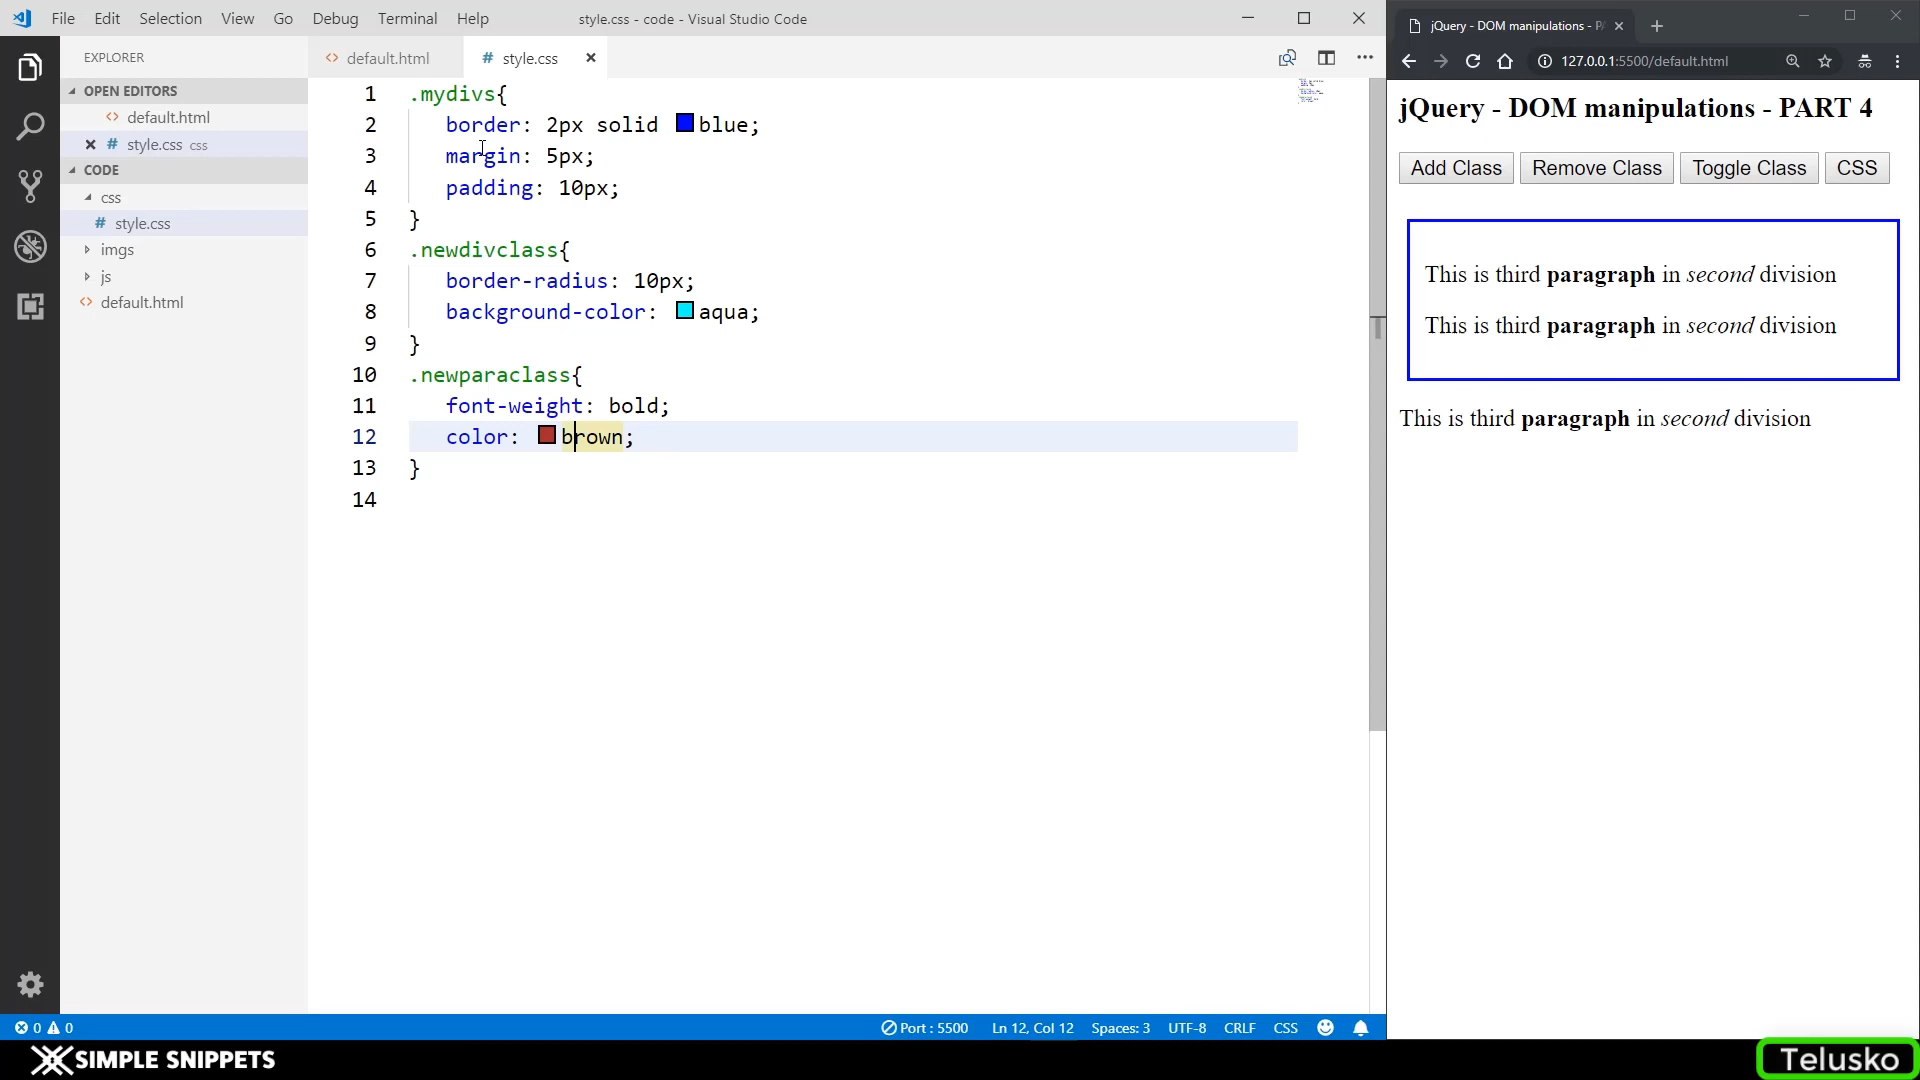 File Edit Selection View Go Debug Terminal Help
style.css - code - Visual Studio Code
EXPLORER
OPEN EDITORS
default.html
style.css css
CODE
css
style.css
imgs
js
default.html
default.html
style.css
1 .mydivs{
2 border: 2px solid blue;
3 margin: 5px;
4 padding: 10px;
5 }
6 .newdivclass{
7 border-radius: 10px;
8 background-color: aqua;
9 }
10 .newparaclass{
11 font-weight: bold;
12 color: brown;
13 }
14
0 0
Port : 5500 Ln 12, Col 12 Spaces: 3 UTF-8 CRLF CSS
jQuery - DOM manipulations - P
127.0.0.1:5500/default.html
jQuery - DOM manipulations - PART 4
Add Class Remove Class Toggle Class CSS
This is third paragraph in second division
This is third paragraph in second division
This is third paragraph in second division
SIMPLE SNIPPETS
Telusko